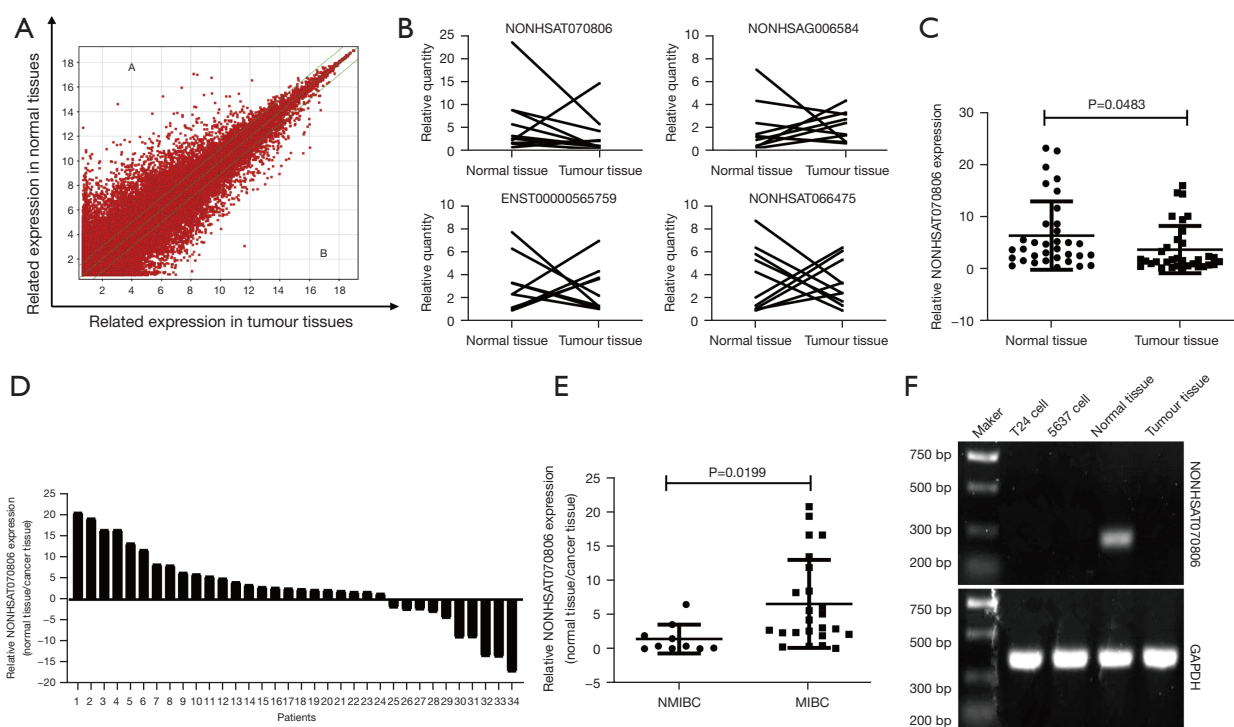 A
Related expression in normal tissues
18
16
14
12
10
8
6
4
2
A
B
2 4 6 8 10 12 14 16 18
Related expression in tumour tissues
B
NONHSAT070806
Relative quantity
25
20
15
10
5
0
Normal tissue Tumour tissue
NONHSAG006584
Relative quantity
10
8
6
4
2
0
Normal tissue Tumour tissue
ENST00000565759
Relative quantity
10
8
6
4
2
0
Normal tissue Tumour tissue
NONHSAT066475
Relative quantity
10
8
6
4
2
0
Normal tissue Tumour tissue
C
Relative NONHSAT070806 expression
P=0.0483
30
20
10
0
−10
Normal tissue Tumour tissue
D
Relative NONHSAT070806 expression
(normal tissue/cancer tissue)
25
20
15
10
5
0
−5
−10
−15
−20
1 2 3 4 5 6 7 8 9 10 11 12 13 14 15 16 17 18 19 20 21 22 23 24 25 26 27 28 29 30 31 32 33 34
Patients
E
Relative NONHSAT070806 expression
(normal tissue/cancer tissue)
P=0.0199
25
20
15
10
5
0
−5
NMIBC MIBC
F
Maker
T24 cell
5637 cell
Normal tissue
Tumour tissue
750 bp
500 bp
300 bp
200 bp
NONHSAT070806
750 bp
500 bp
300 bp
200 bp
GAPDH